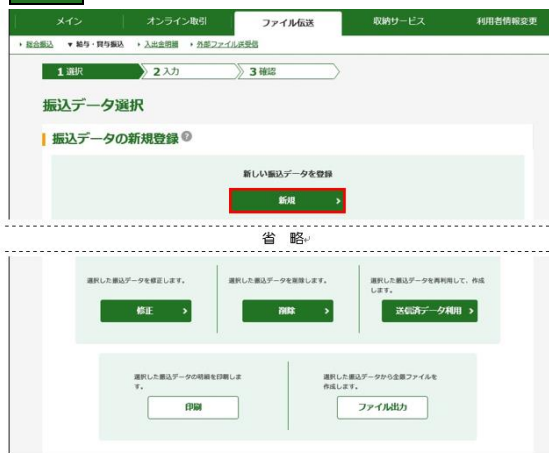 メイン オンライン取引 ファイル伝送 収納サービス 利用者情報変更
総合振込 ▼ 給与・賞与振込 入出金明細 外部ファイル送受信
1 選択 2 入力 3 確認
振込データ選択
振込データの新規登録 ?
新しい振込データを登録
新規
省 略
選択した振込データを修正します。 選択した振込データを削除します。 選択した振込データを再利用して、作成
します。
修正 削除 送信済データ利用
選択した振込データの明細を印刷しま 選択した振込データから全銀ファイルを
す。 作成します。
印刷 ファイル出力